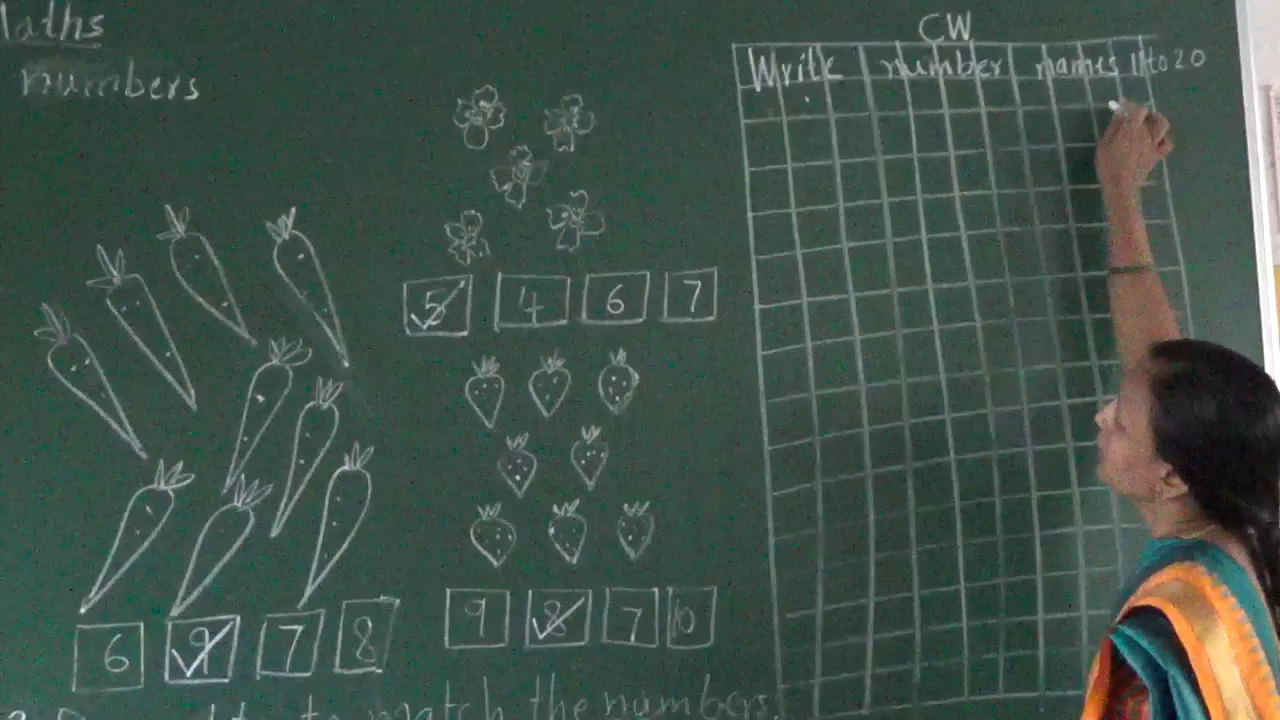 Maths
numbers
CW
Write number names 11 to 20
5 4 6 7
6 9 7 8
9 8 7 10
to match the numbers.